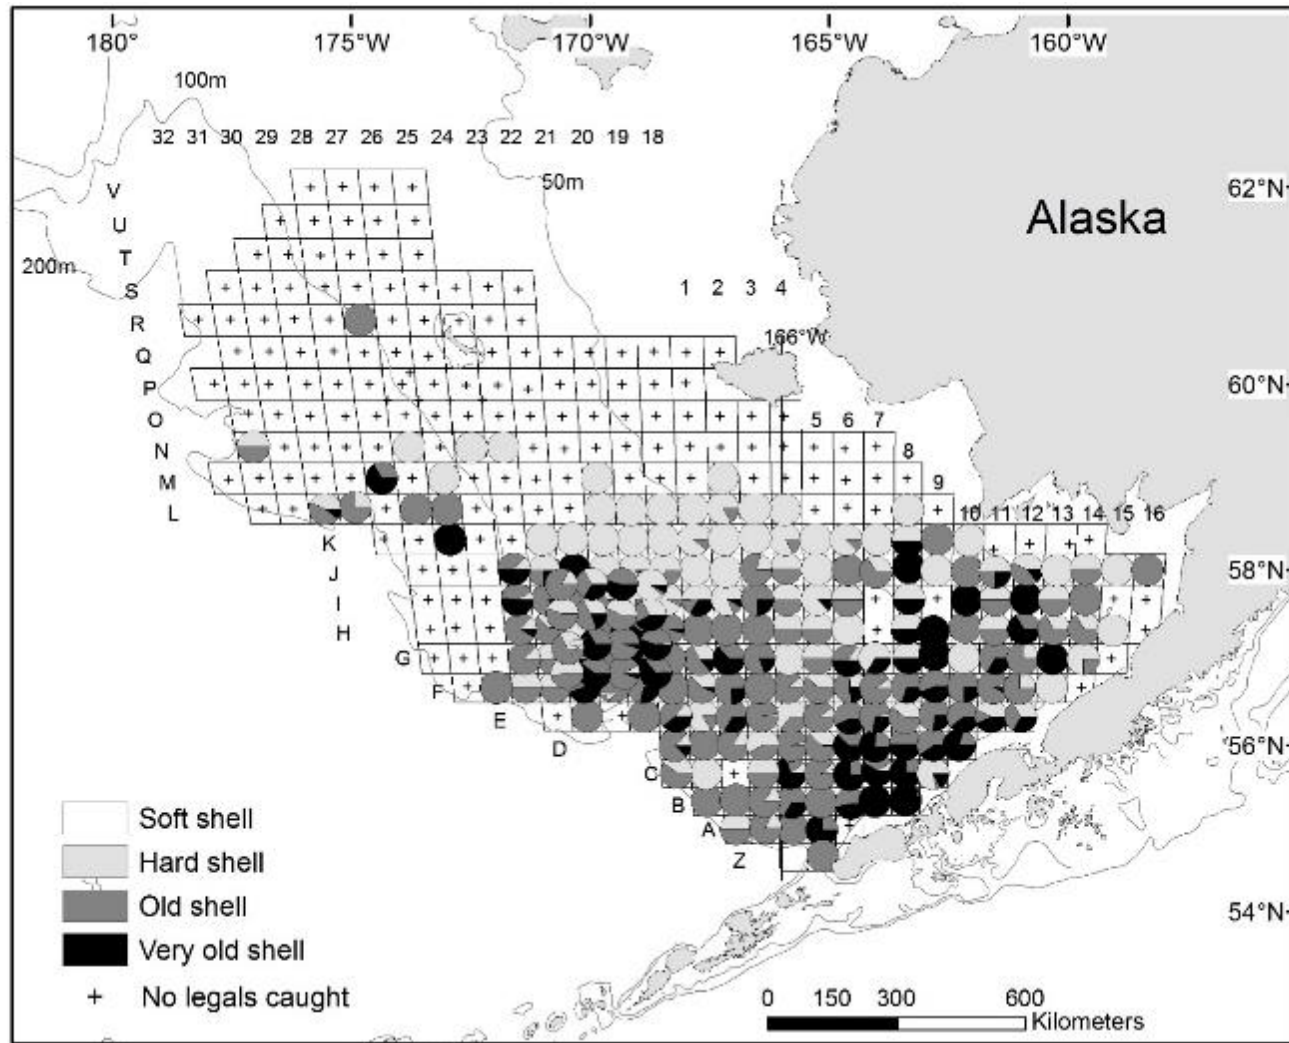 180° 175°W 170°W 165°W 160°W
100m
32 31 30 29 28 27 26 25 24 23 22 21 20 19 18
50m
62°N
V
U
Alaska
T
200m
S
1 2 3 4
R
166°W
Q
P
60°N
O
5 6 7
N
8
M
9
L
10 11 12 13 14 15 16
K
J
58°N
I
H
G
F
E
D
56°N
C
B
A
Z
Soft shell
Hard shell
Old shell
54°N
Very old shell
+ No legals caught
0 150 300 600
Kilometers